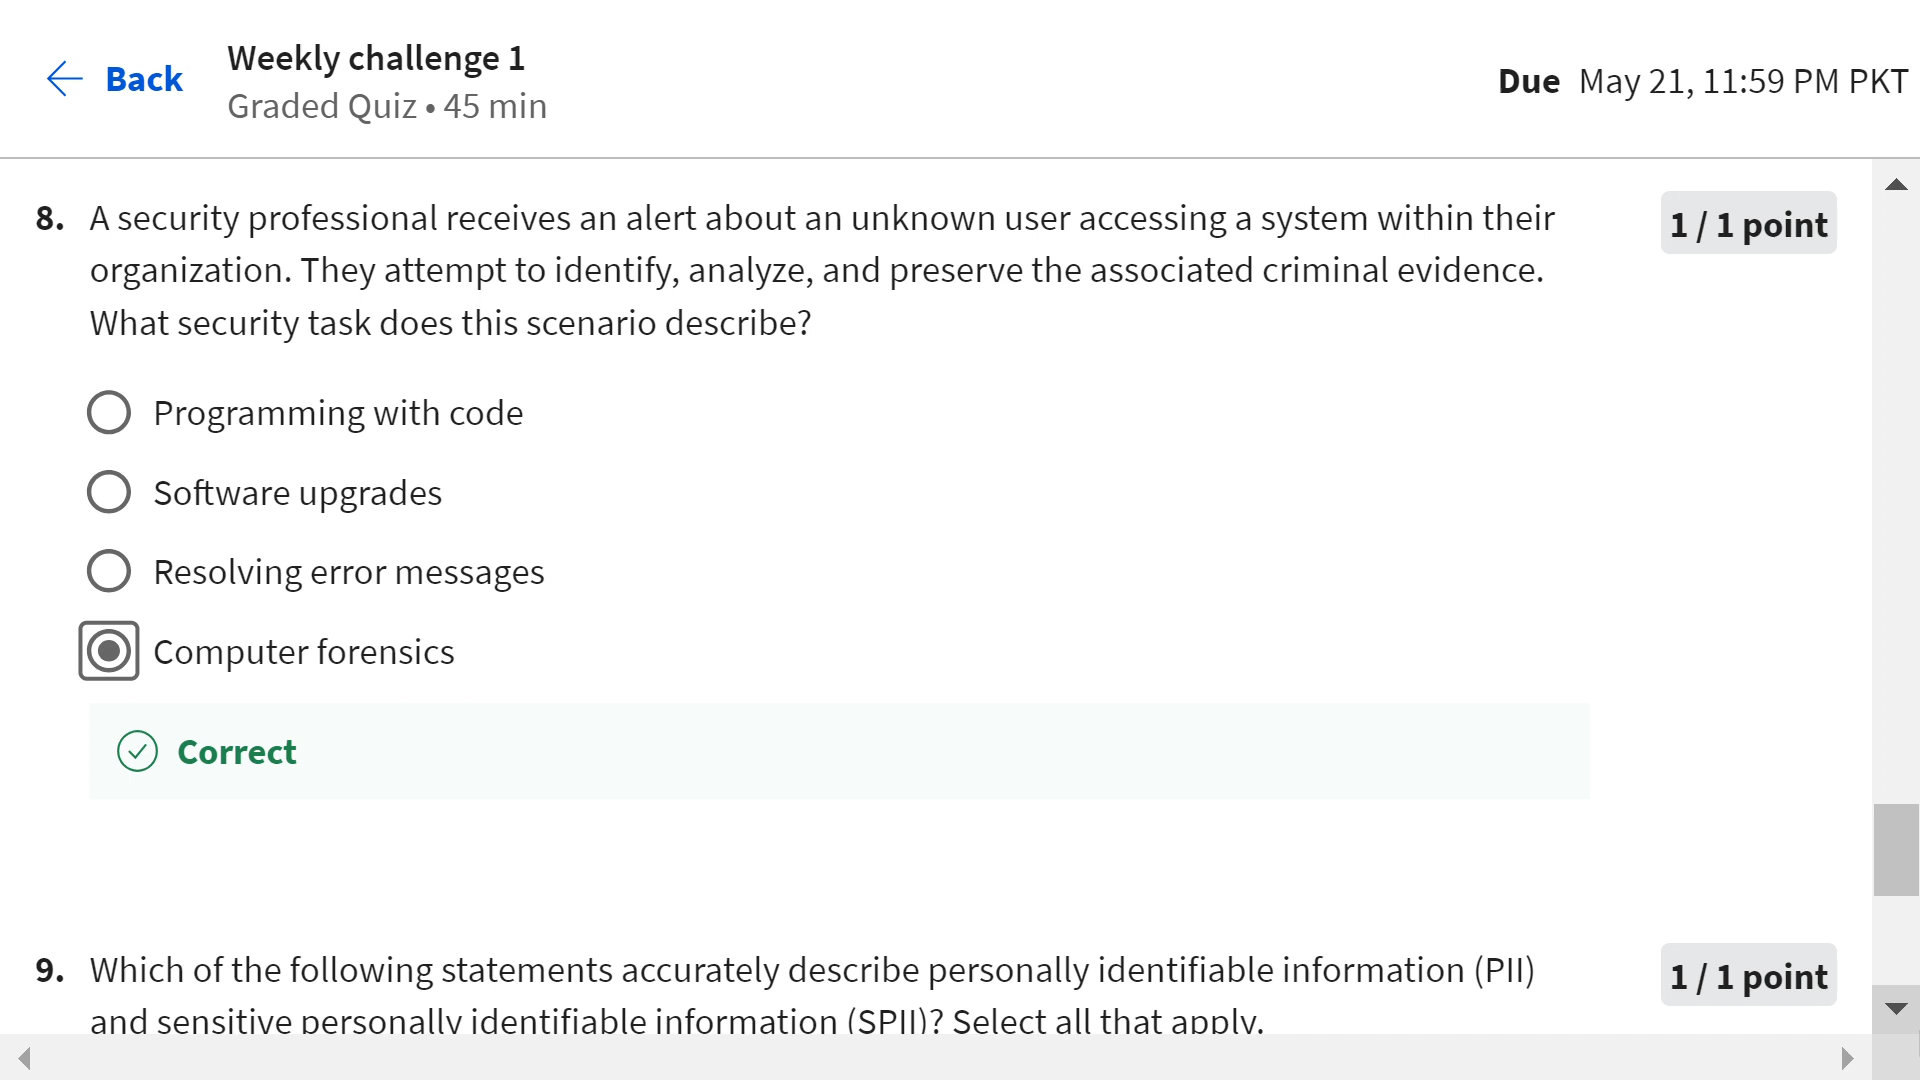 Back
Weekly challenge 1
Graded Quiz • 45 min
Due May 21, 11:59 PM PKT
8. A security professional receives an alert about an unknown user accessing a system within their
organization. They attempt to identify, analyze, and preserve the associated criminal evidence.
What security task does this scenario describe?
1 / 1 point
Programming with code
Software upgrades
Resolving error messages
Computer forensics
Correct
9. Which of the following statements accurately describe personally identifiable information (PII)
and sensitive personally identifiable information (SPII)? Select all that apply.
1 / 1 point